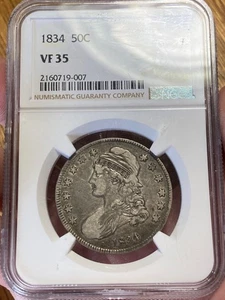 1834 50C
VF 35
2160719-007
NUMISMATIC GUARANTY COMPANY